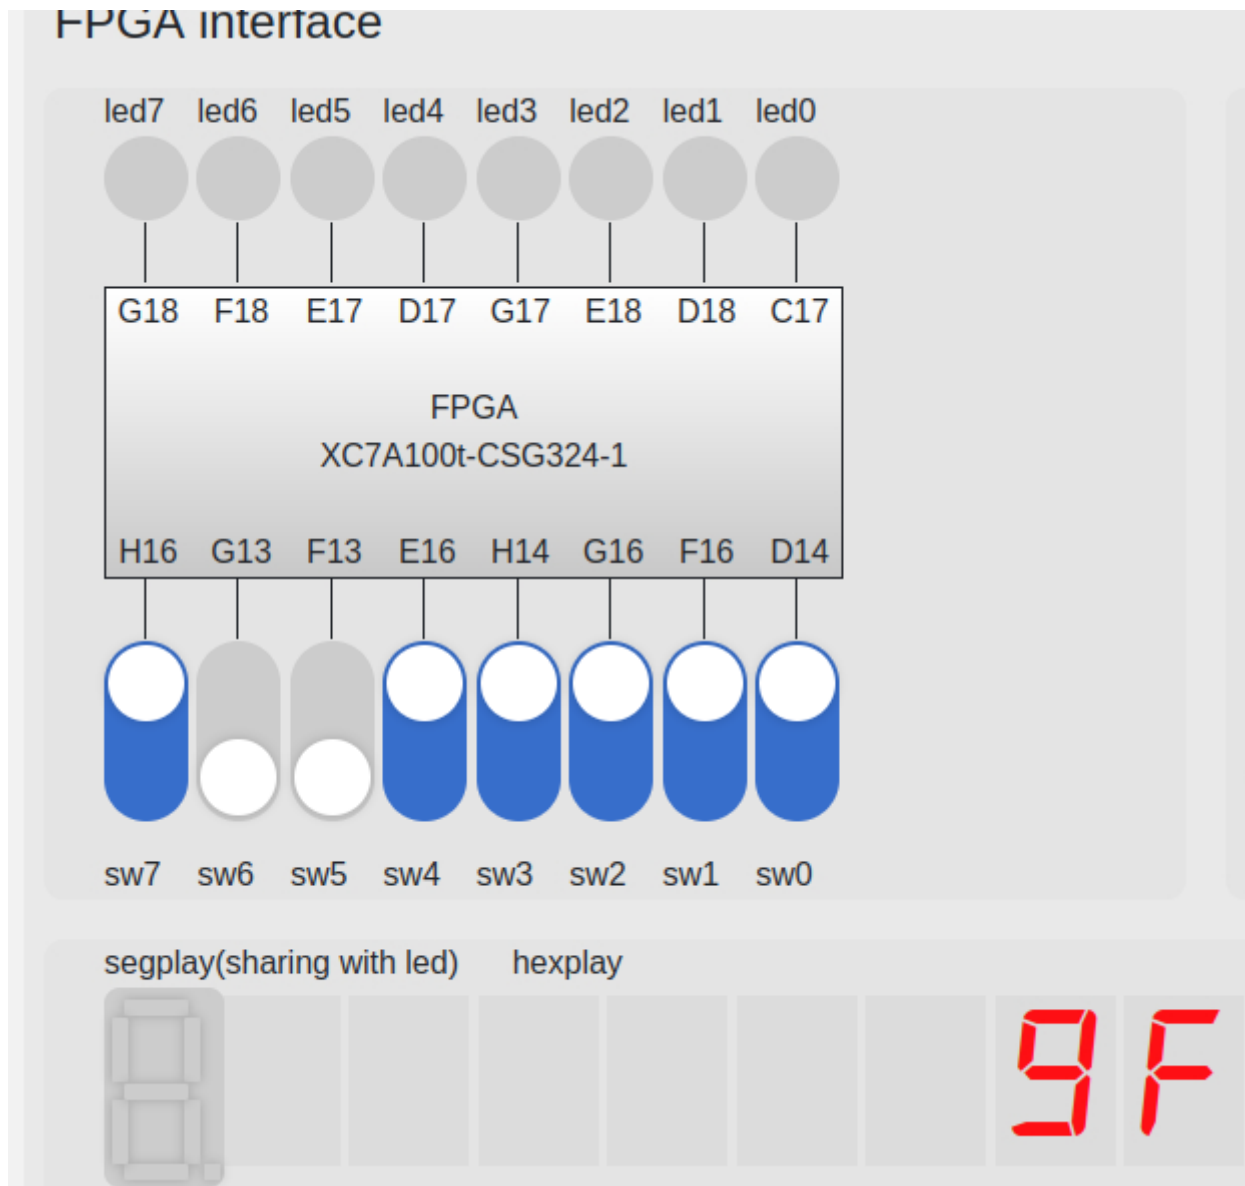 FPGA interface
led7 led6 led5 led4 led3 led2 led1 led0
G18 F18 E17 D17 G17 E18 D18 C17
FPGA
XC7A100t-CSG324-1
H16 G13 F13 E16 H14 G16 F16 D14
sw7 sw6 sw5 sw4 sw3 sw2 sw1 sw0
segplay(sharing with led) hexplay
9F